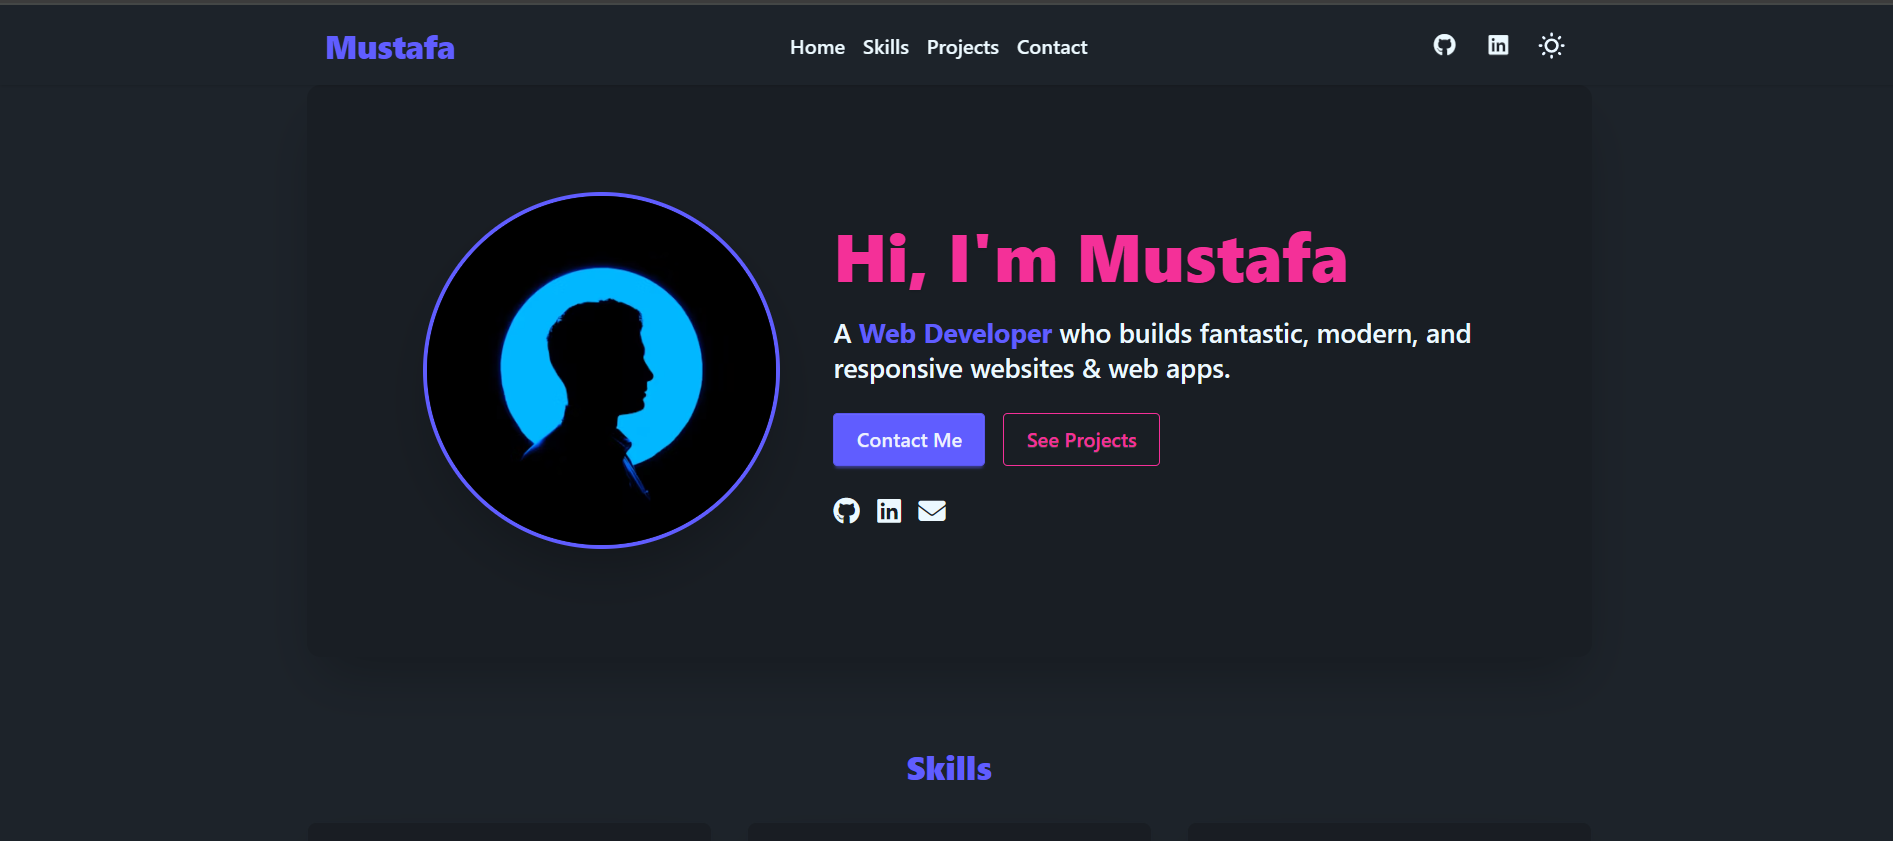 Mustafa
Home Skills Projects Contact
Hi, I'm Mustafa
A Web Developer who builds fantastic, modern, and
responsive websites & web apps.
Contact Me See Projects
Skills